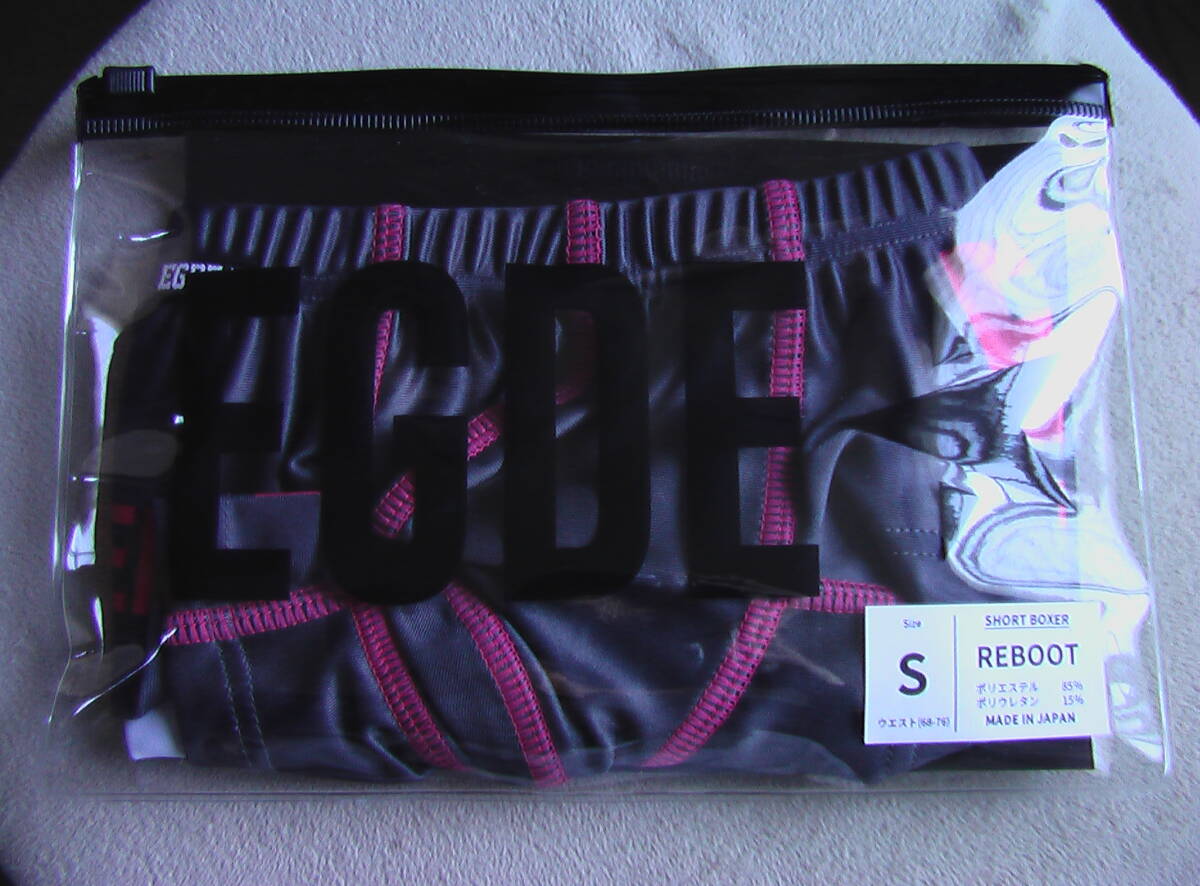 EGDE
Size
S
ウエスト(68-76)
SHORT BOXER
REBOOT
ポリエステル 85%
ポリウレタン 15%
MADE IN JAPAN